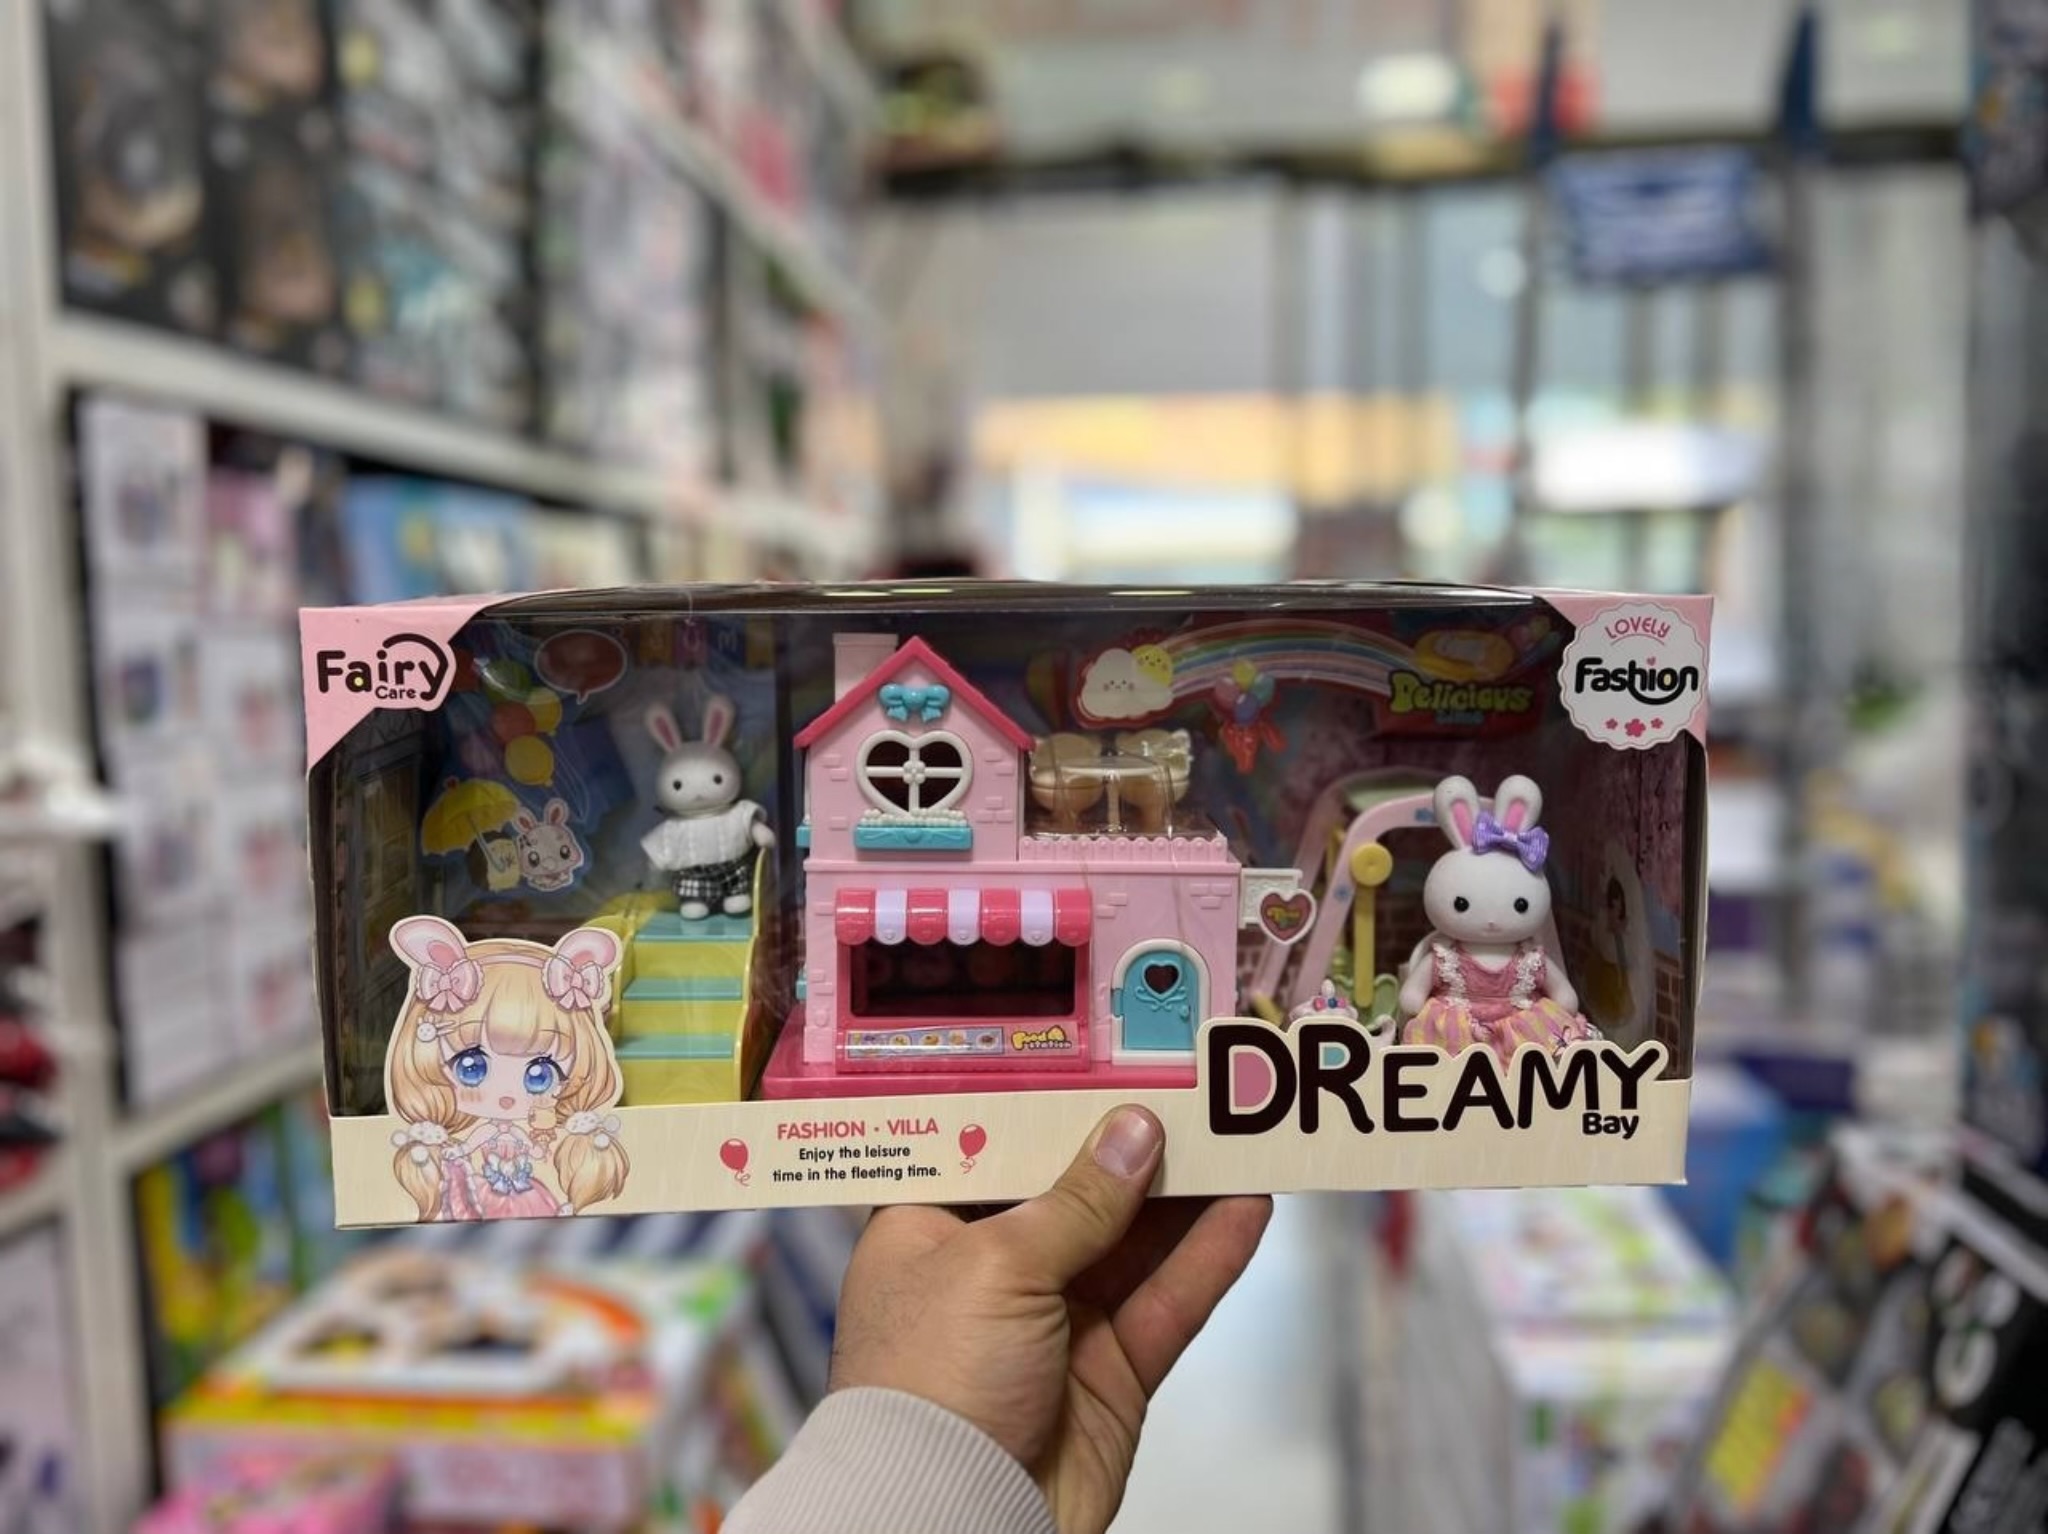 Fairy
Care
LOVELY
Fashion
Delicious
Food
station
DREAMY
Bay
FASHION · VILLA
Enjoy the leisure
time in the fleeting time.